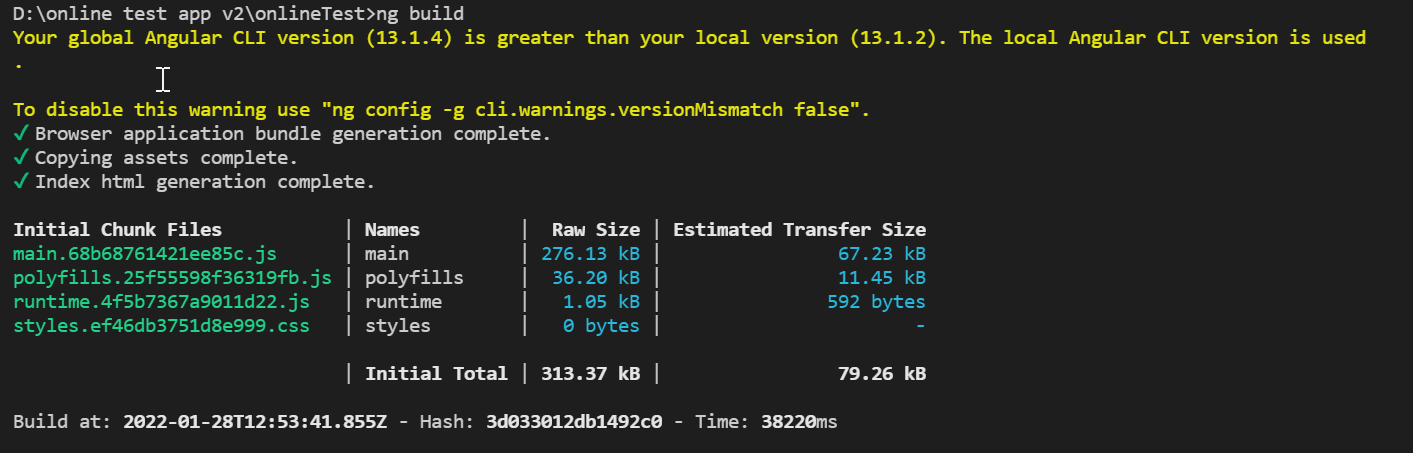 D:\online test app v2\onlineTest>ng build
Your global Angular CLI version (13.1.4) is greater than your local version (13.1.2). The local Angular CLI version is used
.
To disable this warning use "ng config -g cli.warnings.versionMismatch false".
✓ Browser application bundle generation complete.
✓ Copying assets complete.
✓ Index html generation complete.
Initial Chunk Files | Names | Raw Size | Estimated Transfer Size
main.68b68761421ee85c.js | main | 276.13 kB | 67.23 kB
polyfills.25f55598f36319fb.js | polyfills | 36.20 kB | 11.45 kB
runtime.4f5b7367a9011d22.js | runtime | 1.05 kB | 592 bytes
styles.ef46db3751d8e999.css | styles | 0 bytes | -
| Initial Total | 313.37 kB | 79.26 kB
Build at: 2022-01-28T12:53:41.855Z - Hash: 3d033012db1492c0 - Time: 38220ms